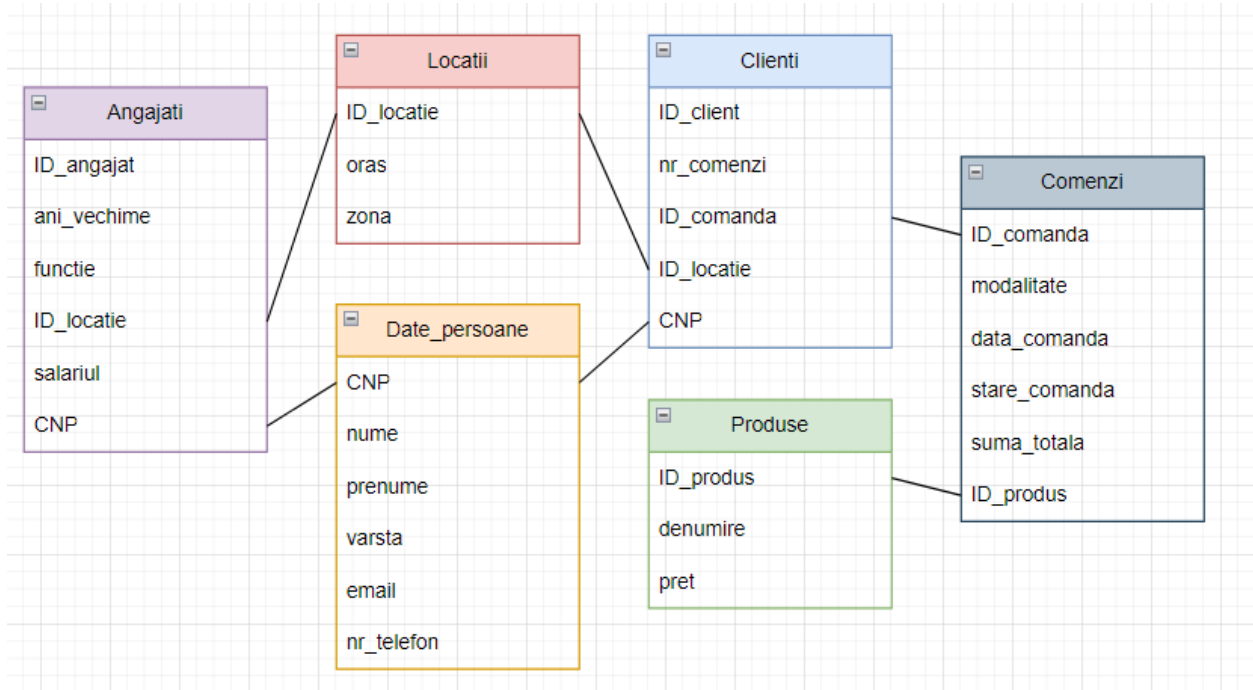 Angajati
ID_angajat
ani_vechime
functie
ID_locatie
salariul
CNP
Locatii
ID_locatie
oras
zona
Date_persoane
CNP
nume
prenume
varsta
email
nr_telefon
Clienti
ID_client
nr_comenzi
ID_comanda
ID_locatie
CNP
Produse
ID_produs
denumire
pret
Comenzi
ID_comanda
modalitate
data_comanda
stare_comanda
suma_totala
ID_produs